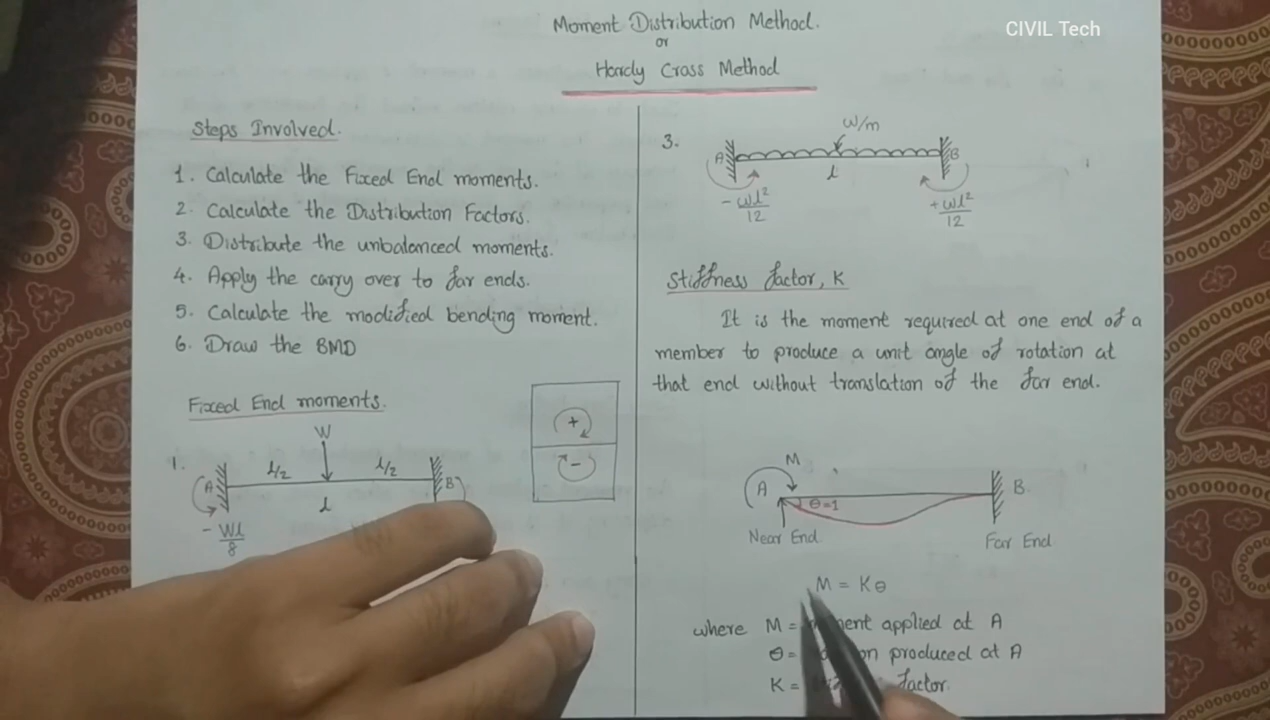 Moment Distribution Method.
or
Hardy Cross Method
CIVIL Tech
Steps Involved.
1. Calculate the Fixed End moments.
2. Calculate the Distribution Factors.
3. Distribute the unbalanced moments.
4. Apply the carry over to far ends.
5. Calculate the modified bending moment.
6. Draw the BMD
Fixed End moments.
1.
W
l/2 l/2
A B
l
- Wl/8
+
-
3.
W/m
A B
l
- Wl²/12 + Wl²/12
Stiffness factor, K
It is the moment required at one end of a
member to produce a unit angle of rotation at
that end without translation of the far end.
M
A θ=1 B
Near End Far End
M = Kθ
where M = applied at A
θ = produced at A
K = factor.